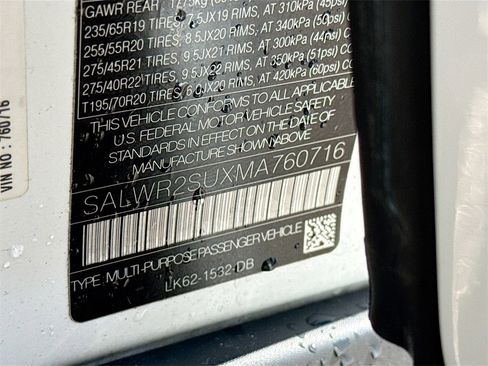 GAWR REAR
235/65R19 TIRES, 8.5JX19 RIMS, AT 310kPa (45psi)
255/55R20 TIRES, 8.5JX20 RIMS, AT 340kPa (50psi)
275/45R21 TIRES, 9.5JX21 RIMS, AT 300kPa (44psi)
275/40R22 TIRES, 9.5JX22 RIMS, AT 350kPa (51psi)
T195/70R20 TIRES, 6.0JX20 RIMS, AT 420kPa (60psi) CO
THIS VEHICLE CONFORMS TO ALL APPLICABLE
U.S. FEDERAL MOTOR VEHICLE SAFETY
STANDARDS IN EFFECT ON THE DATE OF
MANUFACTURE SHOWN ABOVE.
SALWR2SUXMA760716
TYPE: MULTI-PURPOSE PASSENGER VEHICLE
LK62-1532-DB
VIN NO : 760716